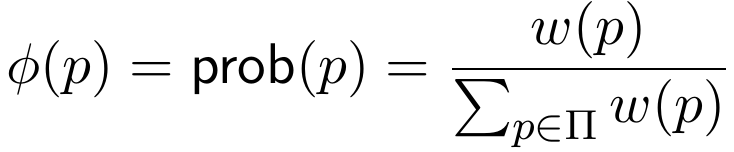 ϕ(p) = prob(p) = w(p) / ∑_{p∈Π} w(p)